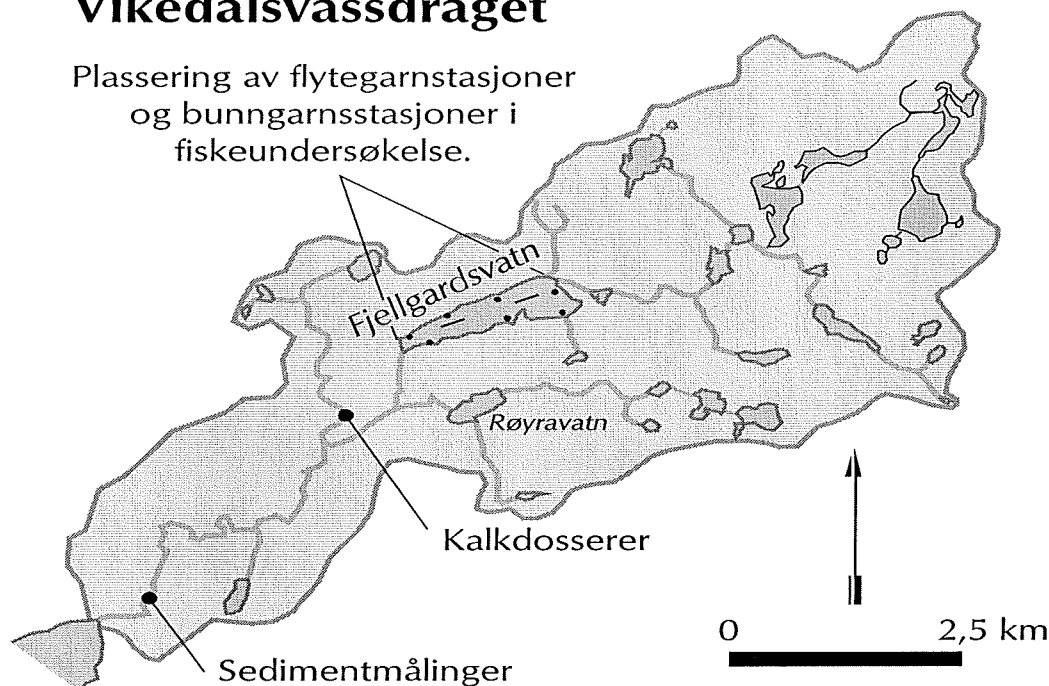 Vikedalsvassdraget
Plassering av flytegarnstasjoner
og bunngarnsstasjoner i
fiskeundersøkelse.
Fjellgardsvatn
Røyravatn
Kalkdosserer
0 2,5 km
Sedimentmålinger